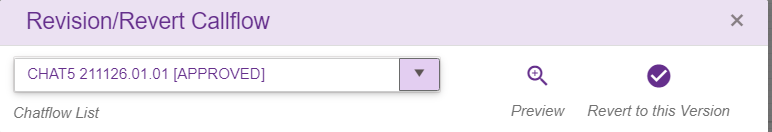 Revision/Revert Callflow
CHAT5 211126.01.01 [APPROVED]
Chatflow List
Preview
Revert to this Version